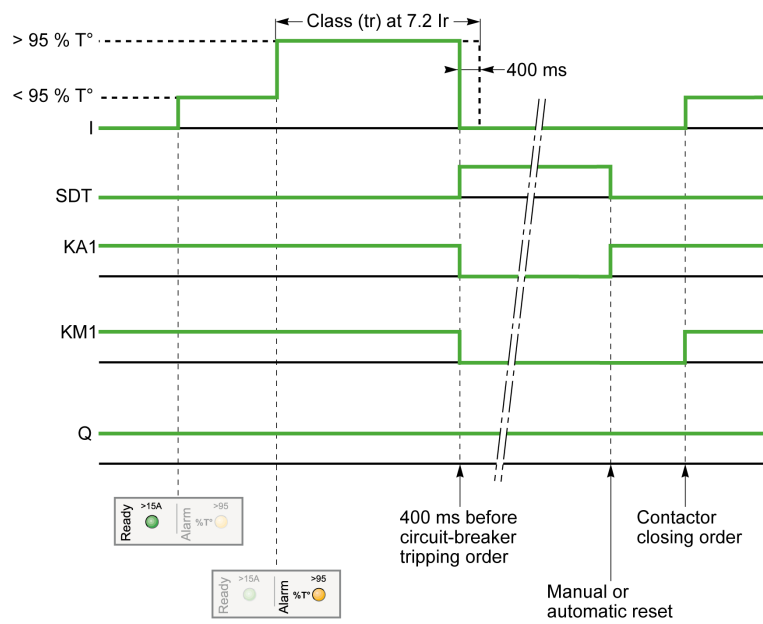 Class (tr) at 7.2 Ir
> 95 % T°
400 ms
< 95 % T°
I
SDT
KA1
KM1
Q
Ready
>15A
Alarm
%T°
>95
400 ms before
circuit-breaker
tripping order
Contactor
closing order
Ready
>15A
Alarm
%T°
>95
Manual or
automatic reset